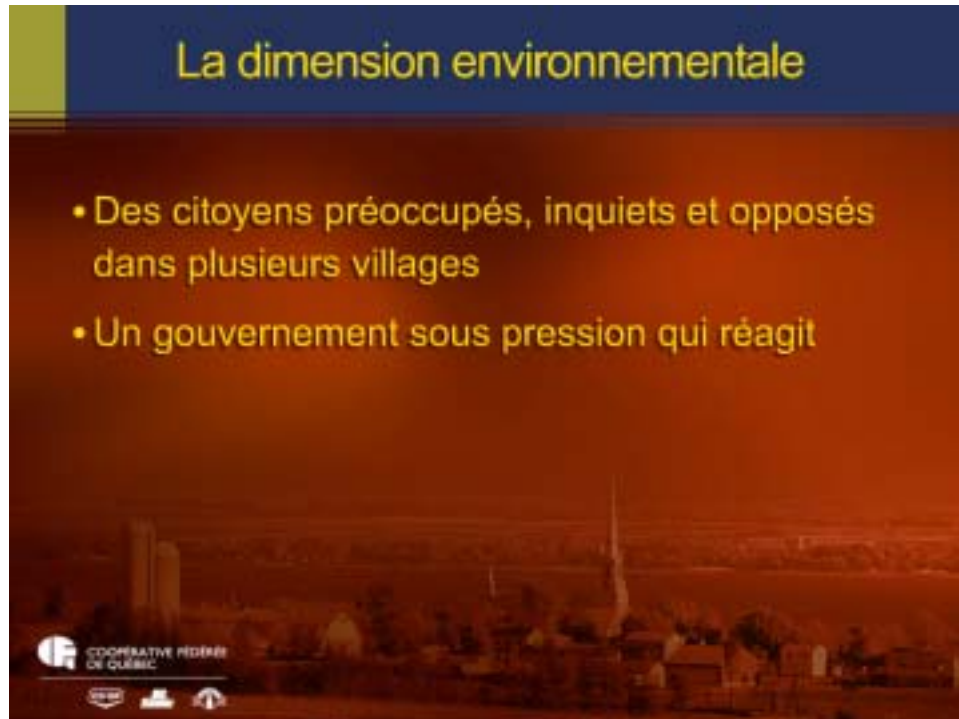 La dimension environnementale
• Des citoyens préoccupés, inquiets et opposés
dans plusieurs villages
• Un gouvernement sous pression qui réagit
COOPÉRATIVE FÉDÉRÉE
DE QUÉBEC